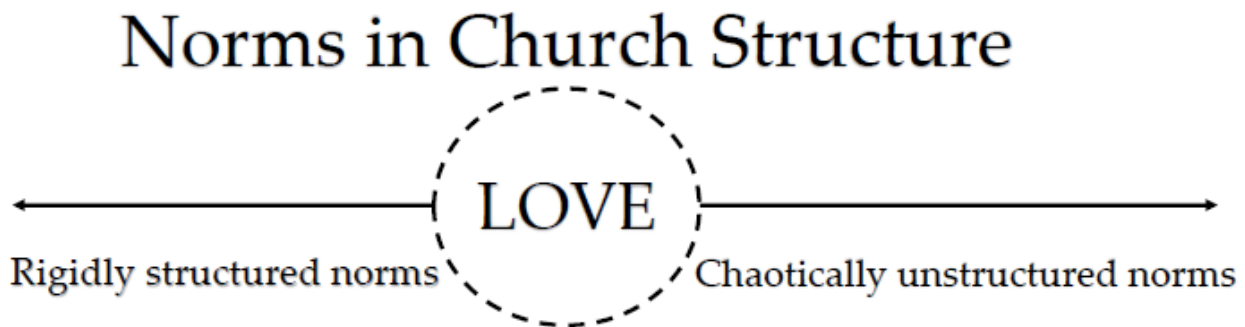 Norms in Church Structure
LOVE
Rigidly structured norms
Chaotically unstructured norms